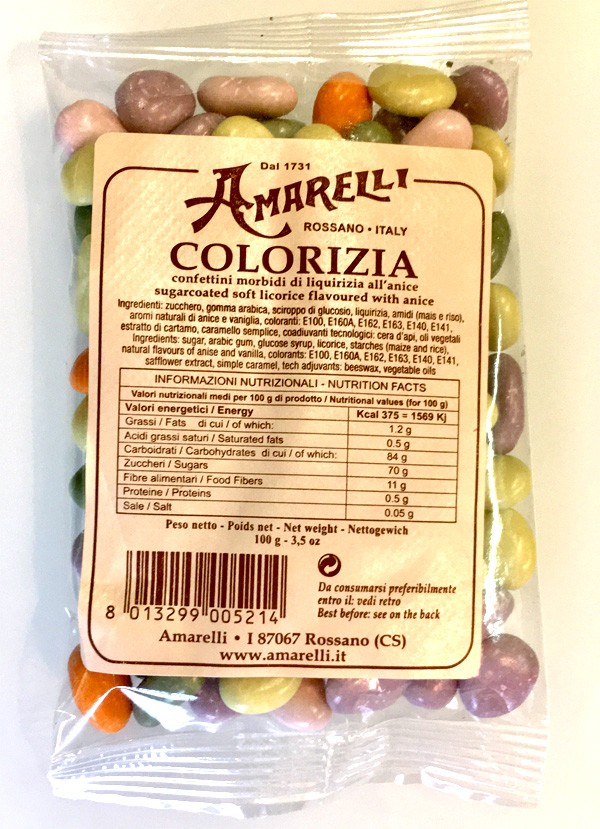 Dal 1731
AMARELLI
ROSSANO • ITALY
COLORIZIA
confettini morbidi di liquirizia all'anice
sugarcoated soft licorice flavoured with anice
Ingredienti: zucchero, gomma arabica, sciroppo di glucosio, liquirizia, amidi (mais e riso),
aromi naturali di anice e vaniglia, coloranti: E100, E160A, E162, E163, E140, E141,
estratto di cartamo, caramello semplice, coadiuvanti tecnologici: cera d'api, oli vegetali
Ingredients: sugar, arabic gum, glucose syrup, licorice, starches (maize and rice),
natural flavours of anise and vanilla, colorants: E100, E160A, E162, E163, E140, E141,
safflower extract, simple caramel, tech adjuvants: beeswax, vegetable oils
INFORMAZIONI NUTRIZIONALI - NUTRITION FACTS
Valori nutrizionali medi per 100 g di prodotto / Nutritional values (for 100 g)
Valori energetici / Energy Kcal 375 = 1569 Kj
Grassi / Fats di cui / of which: 1.2 g
Acidi grassi saturi / Saturated fats 0.5 g
Carboidrati / Carbohydrates di cui / of which: 84 g
Zuccheri / Sugars 70 g
Fibre alimentari / Food Fibers 11 g
Proteine / Proteins 0.5 g
Sale / Salt 0.05 g
Peso netto - Poids net - Net weight - Nettogewich
100 g - 3,5 oz
8 013299 005214
Da consumarsi preferibilmente
entro il: vedi retro
Best before: see on the back
Amarelli • I 87067 Rossano (CS)
www.amarelli.it